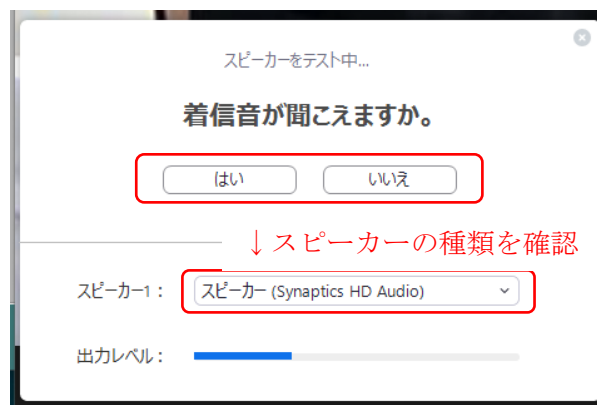 スピーカーをテスト中...
着信音が聞こえますか。
はい いいえ
↓スピーカーの種類を確認
スピーカー1： スピーカー (Synaptics HD Audio)
出力レベル：